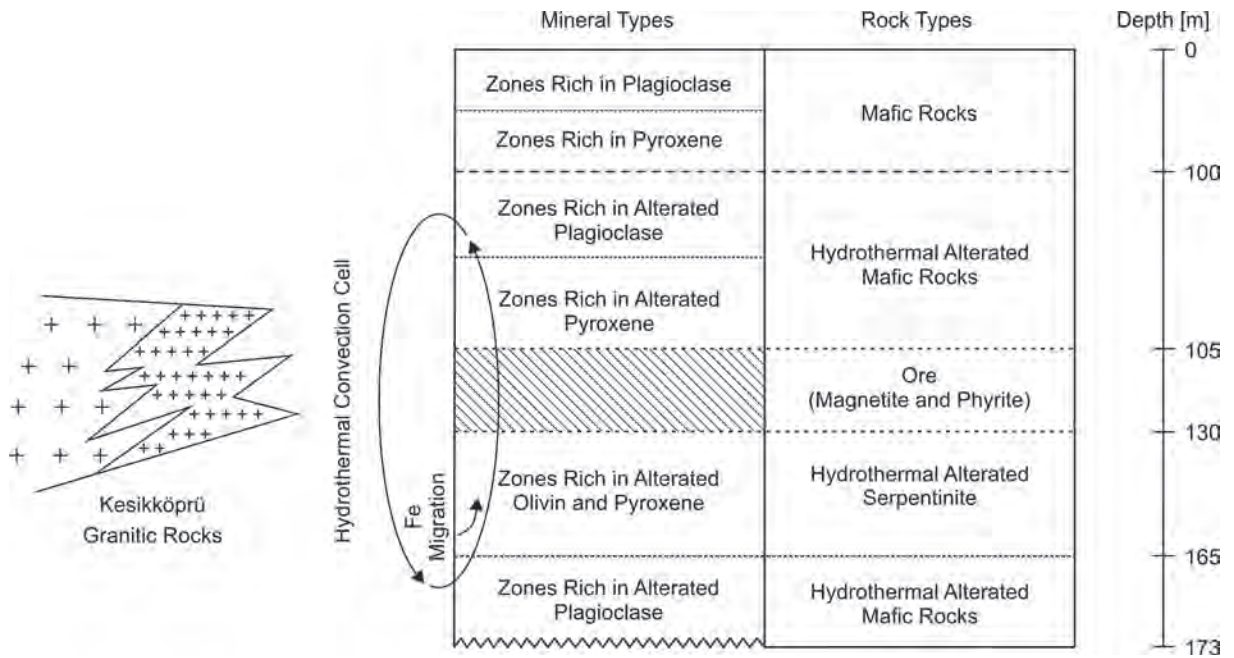 Mineral Types
Rock Types
Depth [m]
0
Zones Rich in Plagioclase
Mafic Rocks
Zones Rich in Pyroxene
100
Zones Rich in Alterated
Plagioclase
Hydrothermal Alterated
Mafic Rocks
Zones Rich in Alterated
Pyroxene
105
Ore
(Magnetite and Phyrite)
130
Zones Rich in Alterated
Olivin and Pyroxene
Hydrothermal Alterated
Serpentinite
165
Zones Rich in Alterated
Plagioclase
Hydrothermal Alterated
Mafic Rocks
173
Hydrothermal Convection Cell
Fe
Migration
Kesikköprü
Granitic Rocks